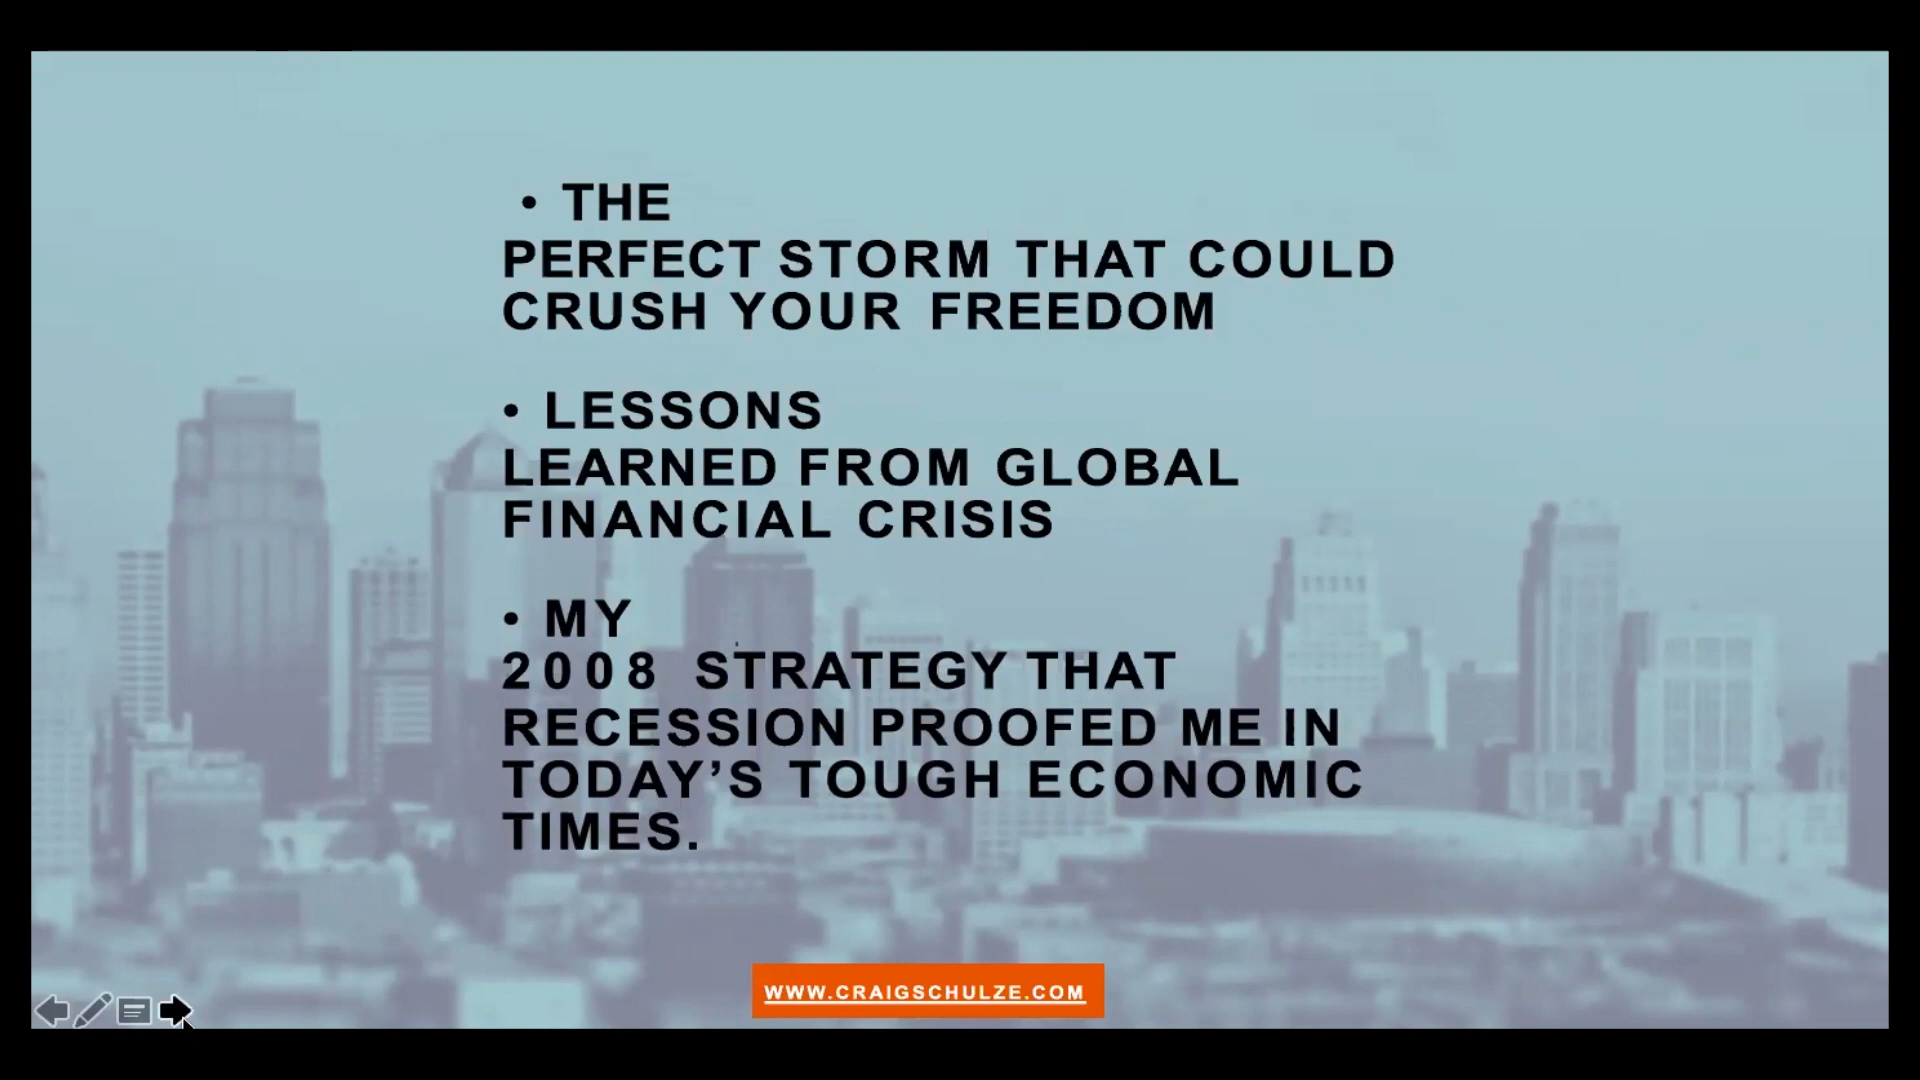 • THE
PERFECT STORM THAT COULD
CRUSH YOUR FREEDOM
• LESSONS
LEARNED FROM GLOBAL
FINANCIAL CRISIS
• MY
2008 STRATEGY THAT
RECESSION PROOFED ME IN
TODAY’S TOUGH ECONOMIC
TIMES.
WWW.CRAIGSCHULZE.COM